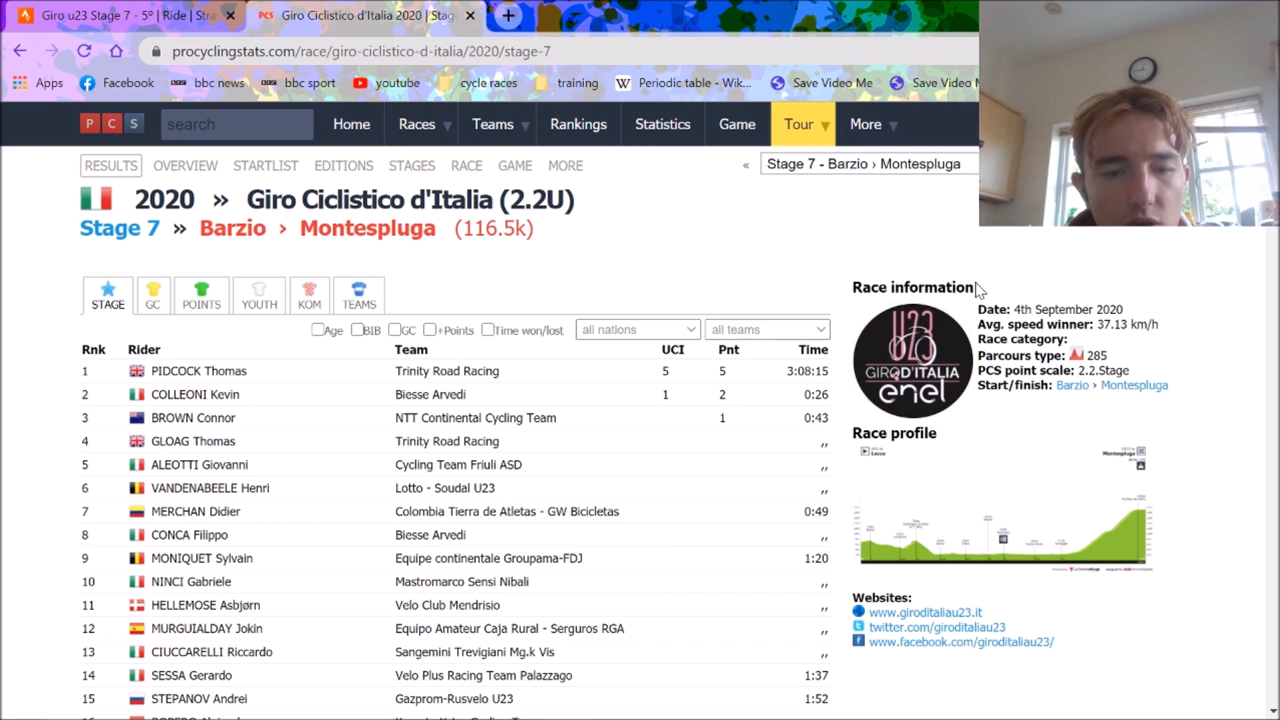 Giro u23 Stage 7 - 5º | Ride | Stra
PCS Giro Ciclistico d'Italia 2020 | Stag
procyclingstats.com/race/giro-ciclistico-d-italia/2020/stage-7
Apps Facebook BBC bbc news BBC bbc sport youtube cycle races training W Periodic table - Wik... Save Video Me Save Video M
P C S search Home Races Teams Rankings Statistics Game Tour More
RESULTS OVERVIEW STARTLIST EDITIONS STAGES RACE GAME MORE « Stage 7 - Barzio › Montespluga
2020 » Giro Ciclistico d'Italia (2.2U)
Stage 7 » Barzio › Montespluga (116.5k)
STAGE GC POINTS YOUTH KOM TEAMS
Age BIB GC +Points Time won/lost all nations all teams
Rnk Rider Team UCI Pnt Time
1 PIDCOCK Thomas Trinity Road Racing 5 5 3:08:15
2 COLLEONI Kevin Biesse Arvedi 1 2 0:26
3 BROWN Connor NTT Continental Cycling Team 1 0:43
4 GLOAG Thomas Trinity Road Racing ,,
5 ALEOTTI Giovanni Cycling Team Friuli ASD ,,
6 VANDENABEELE Henri Lotto - Soudal U23 ,,
7 MERCHAN Didier Colombia Tierra de Atletas - GW Bicicletas 0:49
8 CONCA Filippo Biesse Arvedi ,,
9 MONIQUET Sylvain Equipe Continentale Groupama-FDJ 1:20
10 NINCI Gabriele Mastromarco Sensi Nibali ,,
11 HELLEMOSE Asbjørn Velo Club Mendrisio ,,
12 MURGUIALDAY Jokin Equipo Amateur Caja Rural - Serguros RGA ,,
13 CIUCCARELLI Riccardo Sangemini Trevigiani Mg.k Vis ,,
14 SESSA Gerardo Velo Plus Racing Team Palazzago 1:37
15 STEPANOV Andrei Gazprom-Rusvelo U23 1:52
Race information
U23
GIROD'ITALIA
enel
Date: 4th September 2020
Avg. speed winner: 37.13 km/h
Race category:
Parcours type: 285
PCS point scale: 2.2.Stage
Start/finish: Barzio › Montespluga
Race profile
Lecco
Montespluga
Websites:
www.giroditaliau23.it
twitter.com/giroditaliau23
www.facebook.com/giroditaliau23/